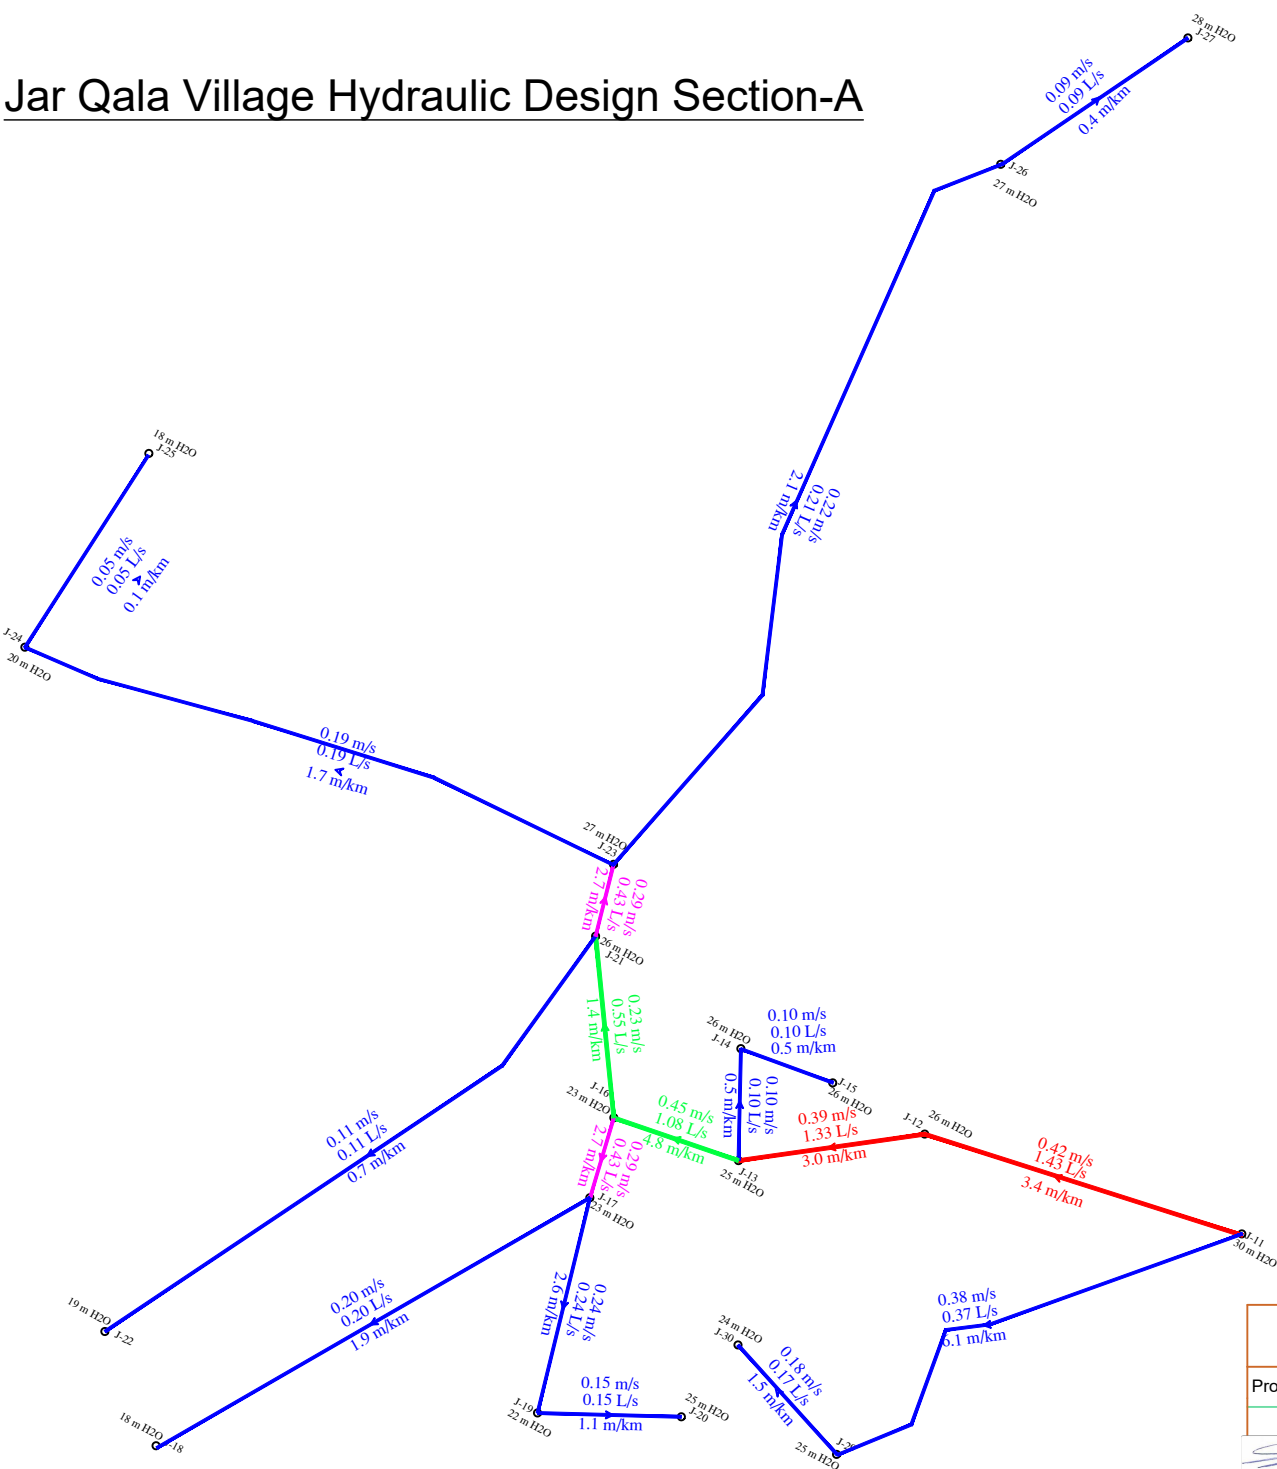 Jar Qala Village Hydraulic Design Section-A
28 m H2O
J-27
0.09 m/s
0.09 L/s
0.4 m/km
J-26
27 m H2O
18 m H2O
J-25
0.05 m/s
0.05 L/s
0.1 m/km
J-24
20 m H2O
0.22 m/s
0.21 L/s
2.1 m/km
0.19 m/s
0.19 L/s
1.7 m/km
27 m H2O
J-23
0.29 m/s
0.43 L/s
2.7 m/km
26 m H2O
J-21
0.23 m/s
0.55 L/s
1.4 m/km
J-16
23 m H2O
0.45 m/s
1.08 L/s
4.8 m/km
26 m H2O
J-14
0.10 m/s
0.10 L/s
0.5 m/km
J-15
26 m H2O
0.10 m/s
0.10 L/s
0.5 m/km
J-13
25 m H2O
0.39 m/s
1.33 L/s
3.0 m/km
J-12
26 m H2O
0.42 m/s
1.43 L/s
3.4 m/km
J-11
30 m H2O
0.29 m/s
0.43 L/s
2.7 m/km
J-17
23 m H2O
0.11 m/s
0.11 L/s
0.7 m/km
19 m H2O
J-22
0.20 m/s
0.20 L/s
1.9 m/km
18 m H2O
J-18
0.24 m/s
0.24 L/s
2.6 m/km
J-19
22 m H2O
0.15 m/s
0.15 L/s
1.1 m/km
25 m H2O
J-20
24 m H2O
J-30
0.18 m/s
0.17 L/s
1.5 m/km
0.38 m/s
0.37 L/s
6.1 m/km
J-29
25 m H2O
Pro